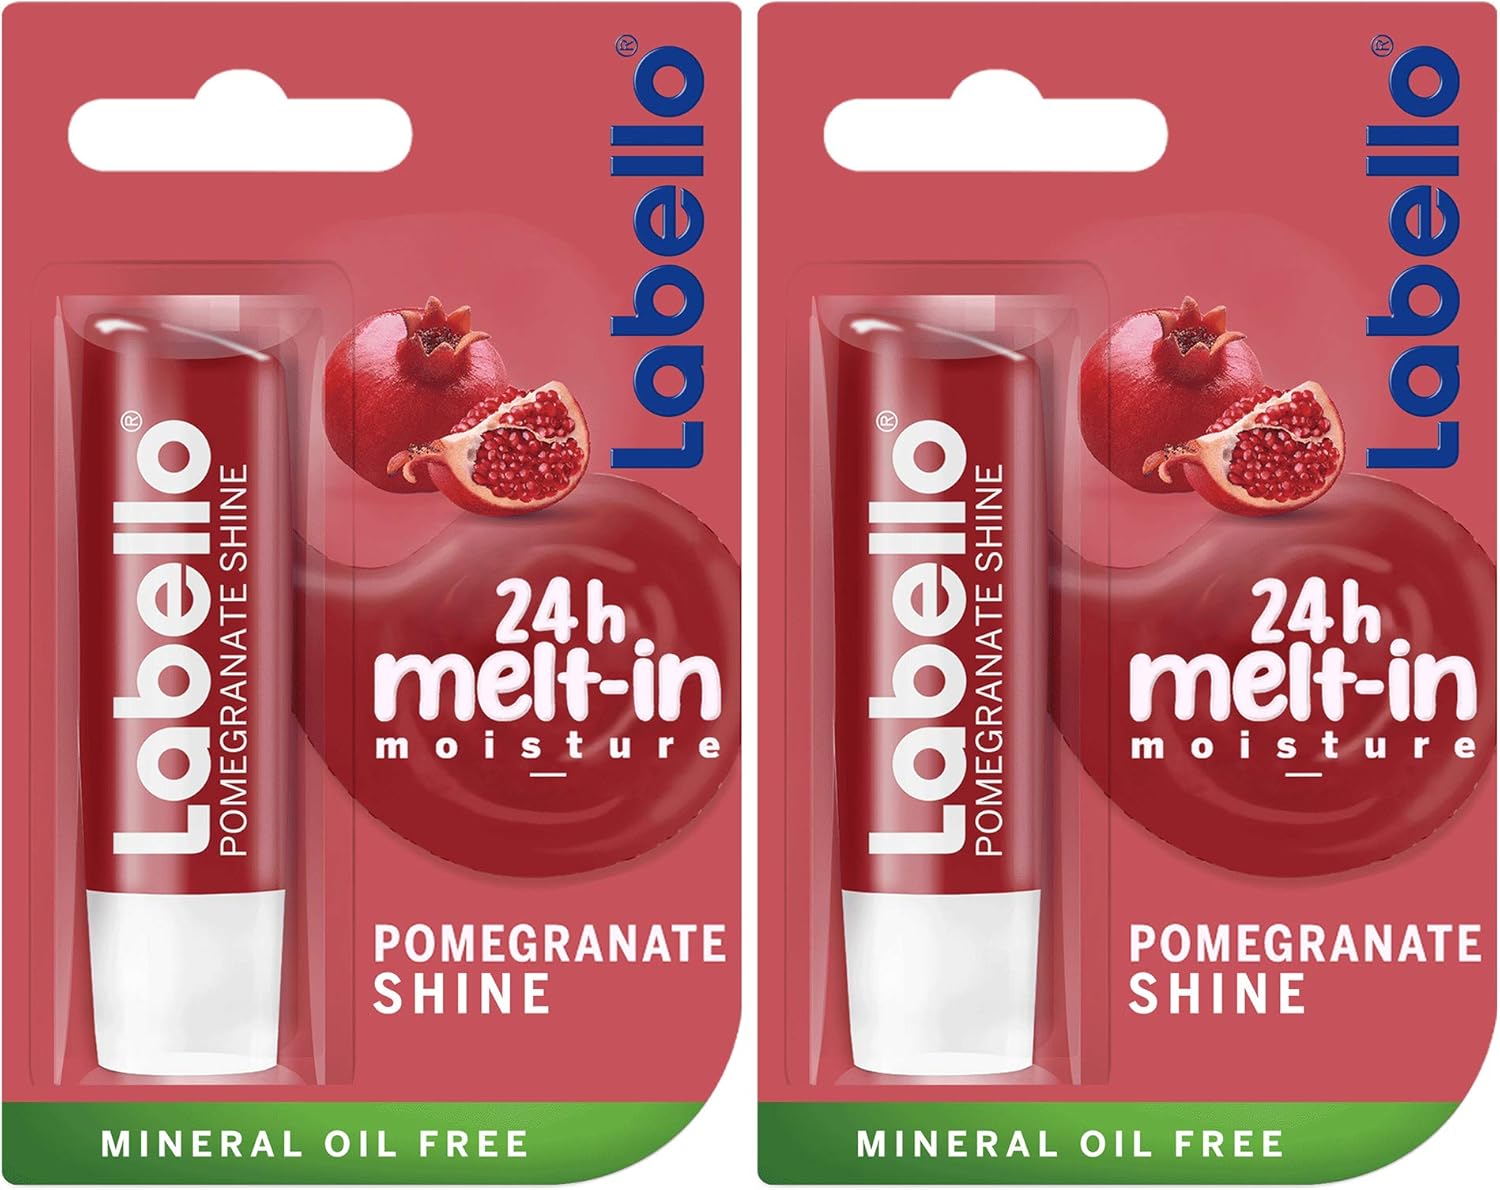 Labello®
Labello®
POMEGRANATE SHINE
24h
melt-in
moisture
POMEGRANATE
SHINE
MINERAL OIL FREE
Labello®
Labello®
POMEGRANATE SHINE
24h
melt-in
moisture
POMEGRANATE
SHINE
MINERAL OIL FREE